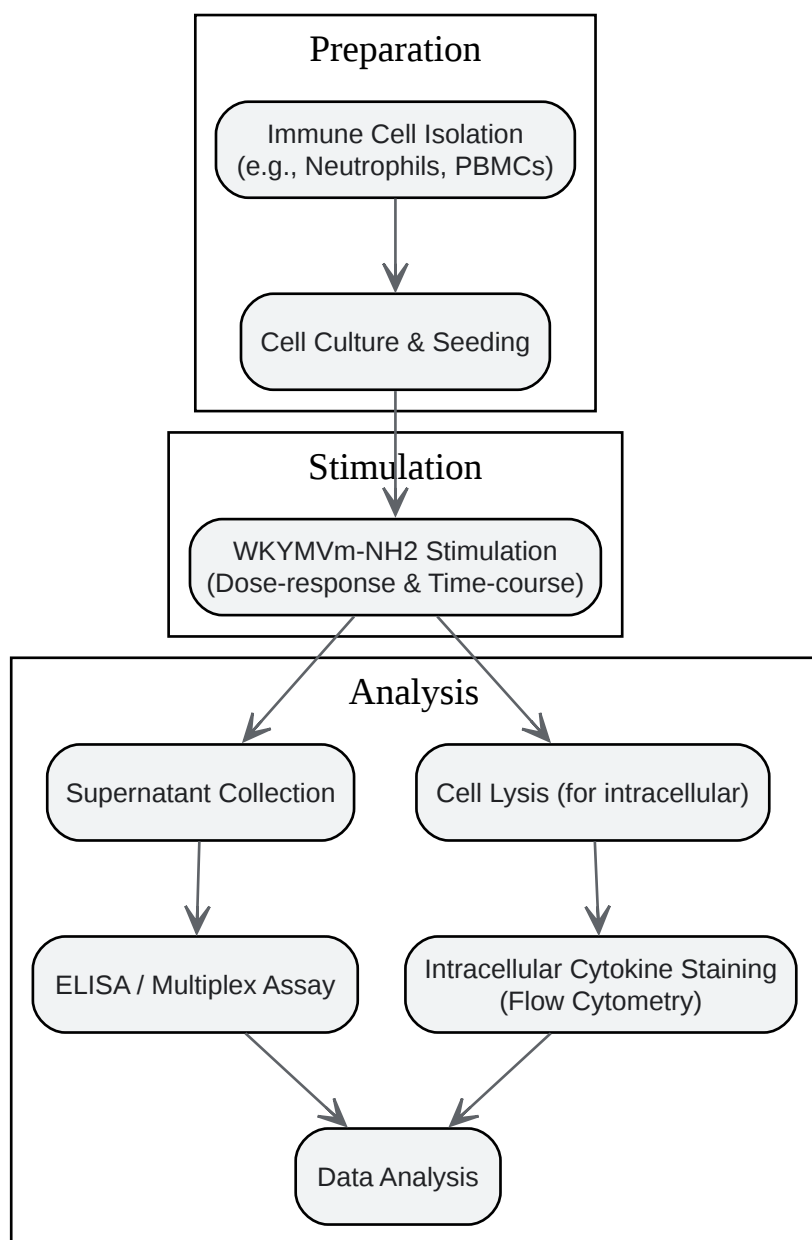 Preparation
Immune Cell Isolation
(e.g., Neutrophils, PBMCs)
Cell Culture & Seeding
Stimulation
WKYMVm-NH2 Stimulation
(Dose-response & Time-course)
Analysis
Supernatant Collection
Cell Lysis (for intracellular)
ELISA / Multiplex Assay
Intracellular Cytokine Staining
(Flow Cytometry)
Data Analysis